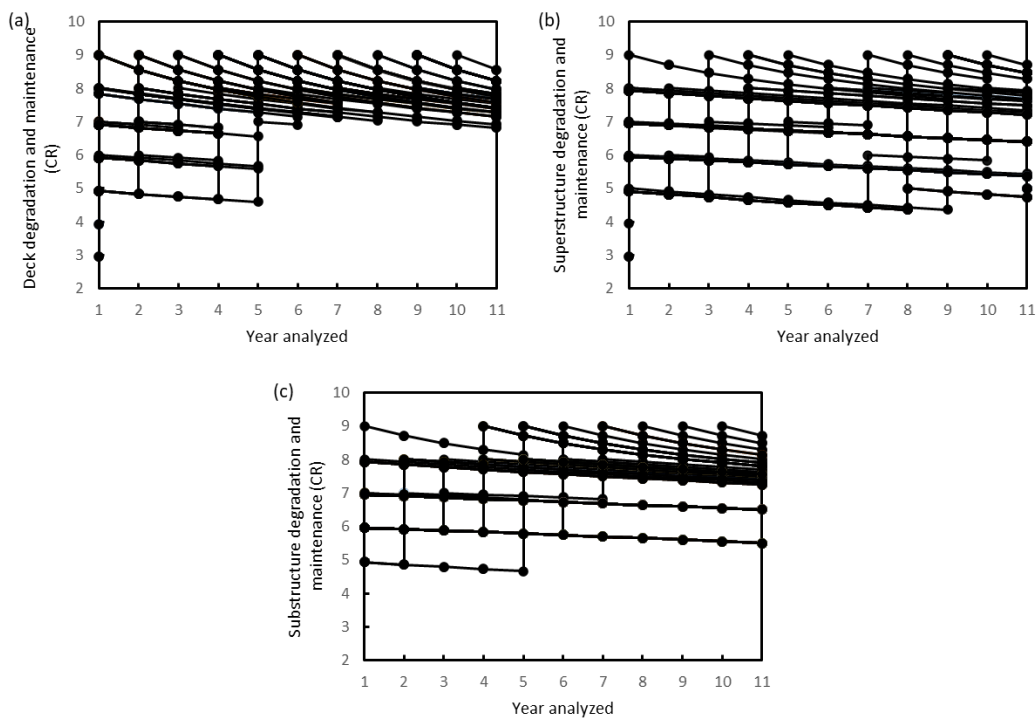 (a)
Deck degradation and maintenance
(CR)
10
9
8
7
6
5
4
3
2
1 2 3 4 5 6 7 8 9 10 11
Year analyzed
(b)
Superstructure degradation and
maintenance (CR)
10
9
8
7
6
5
4
3
2
1 2 3 4 5 6 7 8 9 10 11
Year analyzed
(c)
Substructure degradation and
maintenance (CR)
10
9
8
7
6
5
4
3
2
1 2 3 4 5 6 7 8 9 10 11
Year analyzed